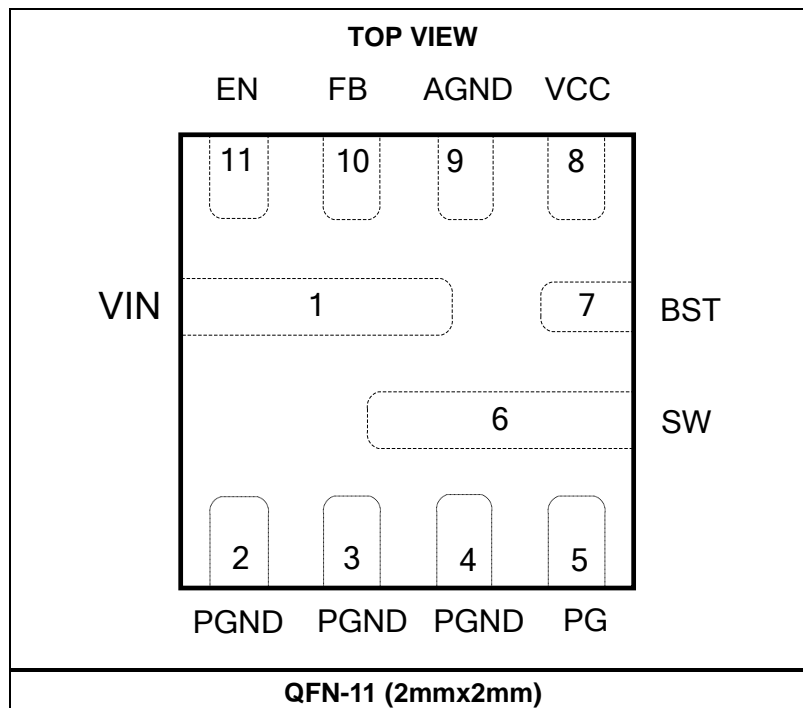 TOP VIEW
EN FB AGND VCC
11 10 9 8
VIN 1 7 BST
6 SW
2 3 4 5
PGND PGND PGND PG
QFN-11 (2mmx2mm)